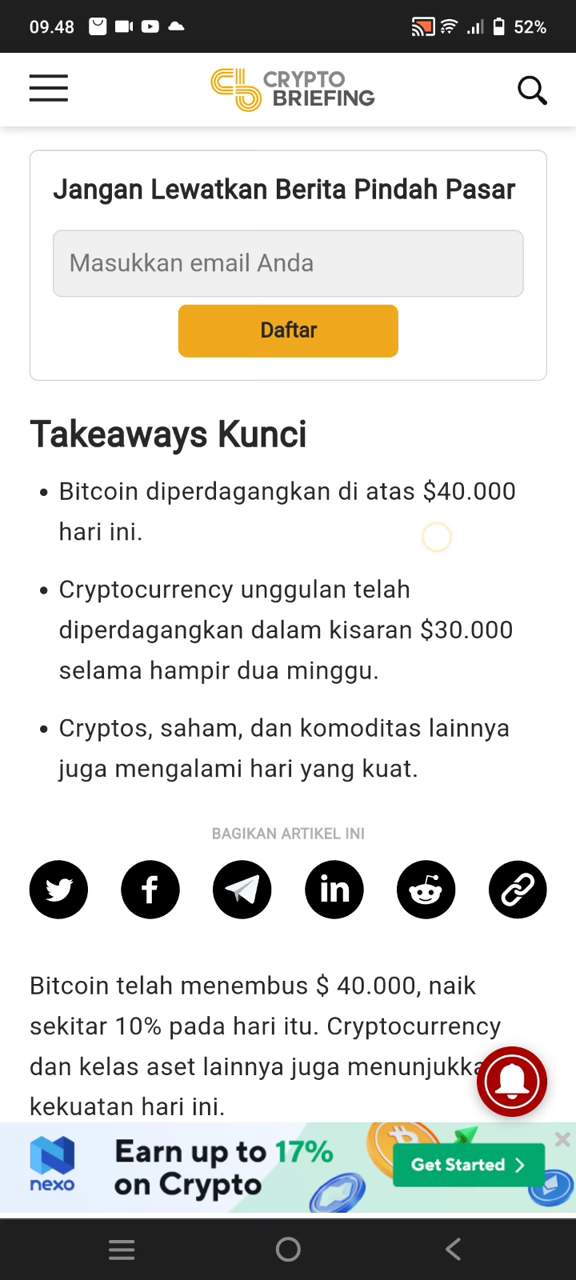 09.48
52%
CRYPTO
BRIEFING
Jangan Lewatkan Berita Pindah Pasar
Masukkan email Anda
Daftar
Takeaways Kunci
• Bitcoin diperdagangkan di atas $40.000
hari ini.
• Cryptocurrency unggulan telah
diperdagangkan dalam kisaran $30.000
selama hampir dua minggu.
• Cryptos, saham, dan komoditas lainnya
juga mengalami hari yang kuat.
BAGIKAN ARTIKEL INI
Bitcoin telah menembus $ 40.000, naik
sekitar 10% pada hari itu. Cryptocurrency
dan kelas aset lainnya juga menunjukka
kekuatan hari ini.
nexo
Earn up to 17%
on Crypto
Get Started >